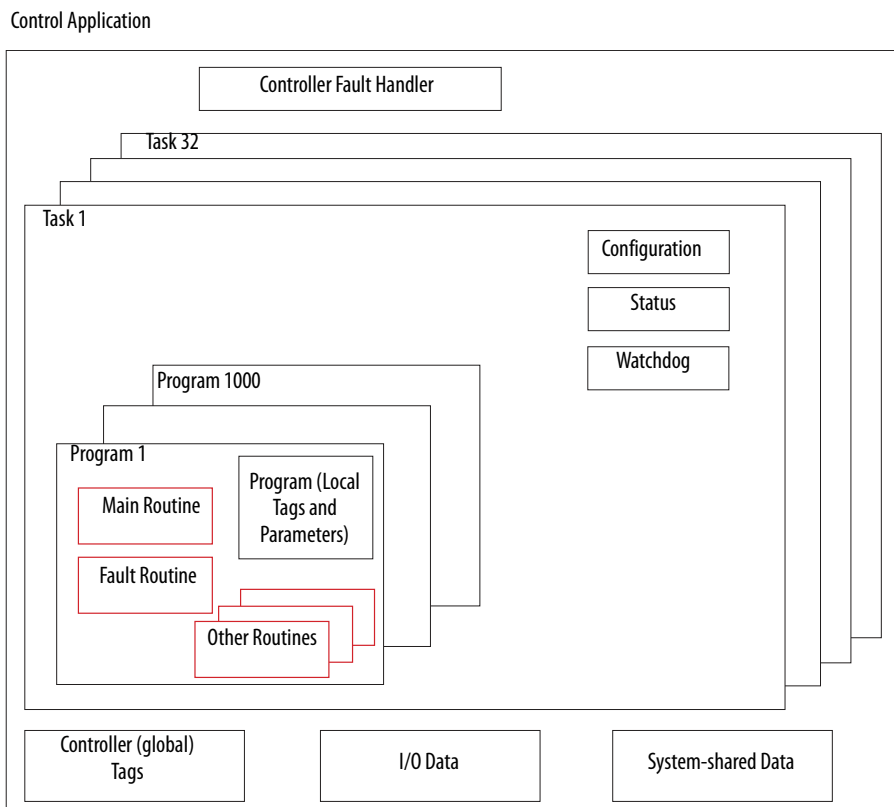 Control Application
Controller Fault Handler
Task 32
Task 1
Configuration
Status
Watchdog
Program 1000
Program 1
Main Routine
Program (Local
Tags and
Parameters)
Fault Routine
Other Routines
Controller (global)
Tags
I/O Data
System-shared Data